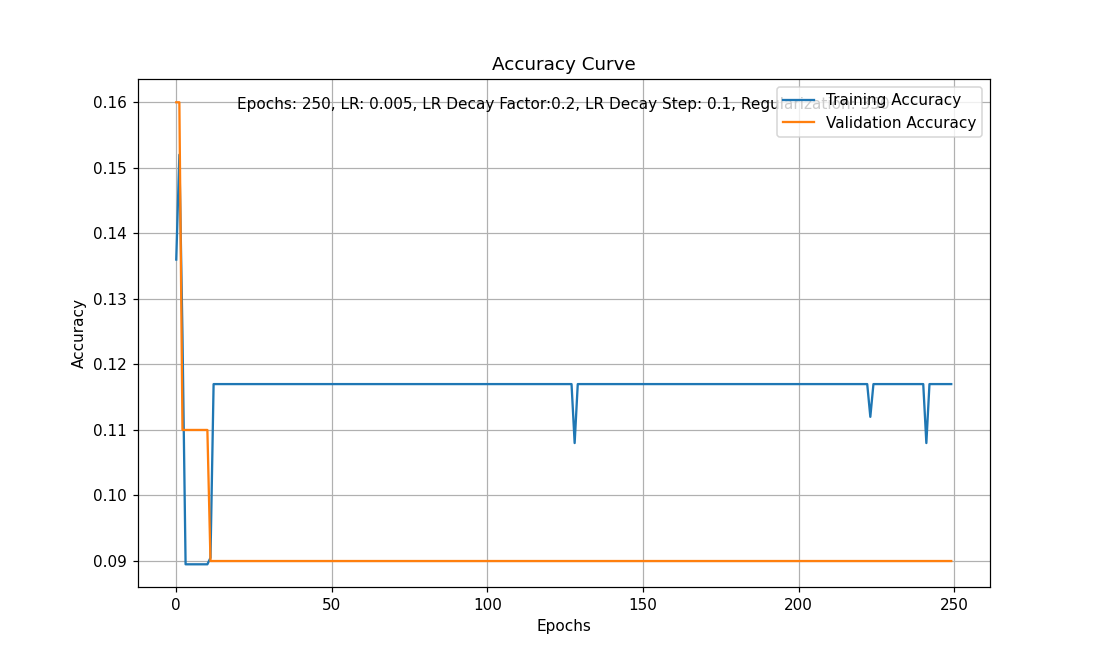 Accuracy Curve
Epochs: 250, LR: 0.005, LR Decay Factor:0.2, LR Decay Step: 0.1, Regularization:
Training Accuracy
Validation Accuracy
Accuracy
0.16
0.15
0.14
0.13
0.12
0.11
0.10
0.09
0
50
100
150
200
250
Epochs